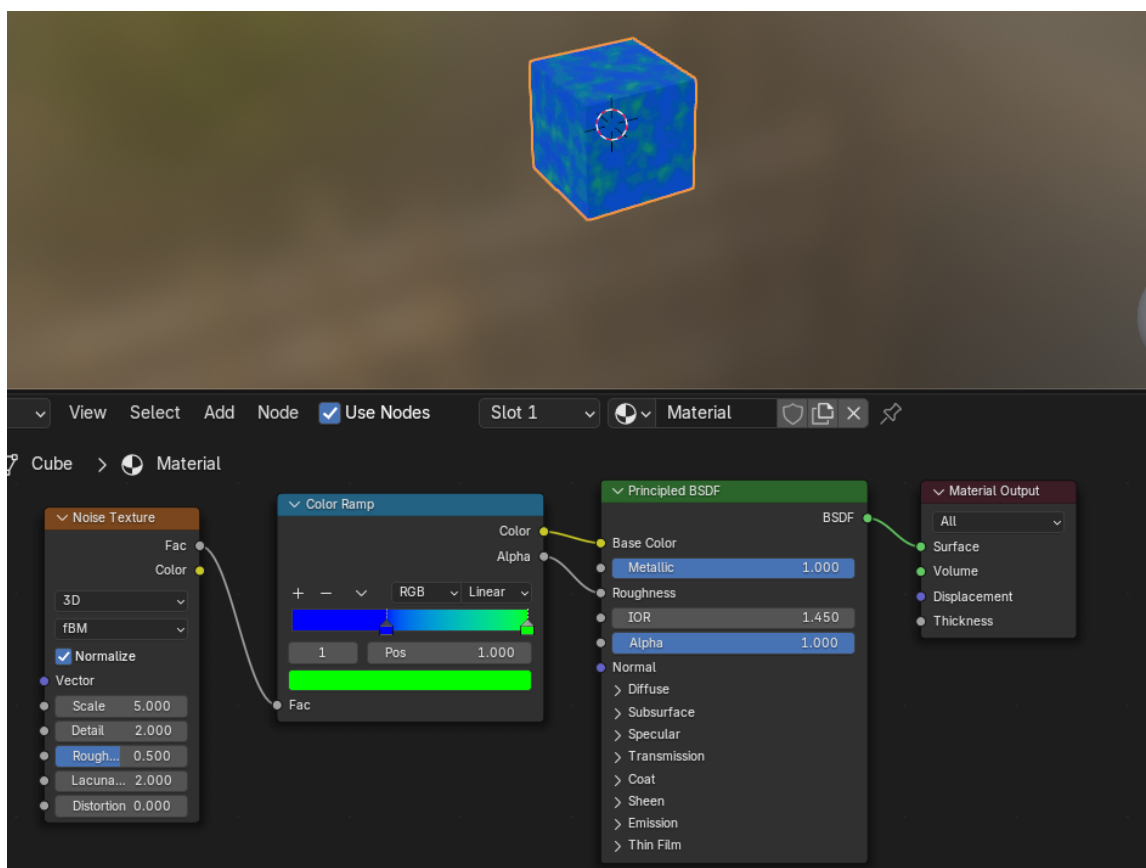 View Select Add Node Use Nodes Slot 1 Material
Cube > Material
Noise Texture
Fac
Color
3D
fBM
Normalize
Vector
Scale 5.000
Detail 2.000
Rough... 0.500
Lacuna... 2.000
Distortion 0.000
Color Ramp
Color
Alpha
+ − RGB Linear
1 Pos 1.000
Fac
Principled BSDF
BSDF
Base Color
Metallic 1.000
Roughness
IOR 1.450
Alpha 1.000
Normal
> Diffuse
> Subsurface
> Specular
> Transmission
> Coat
> Sheen
> Emission
> Thin Film
Material Output
All
Surface
Volume
Displacement
Thickness